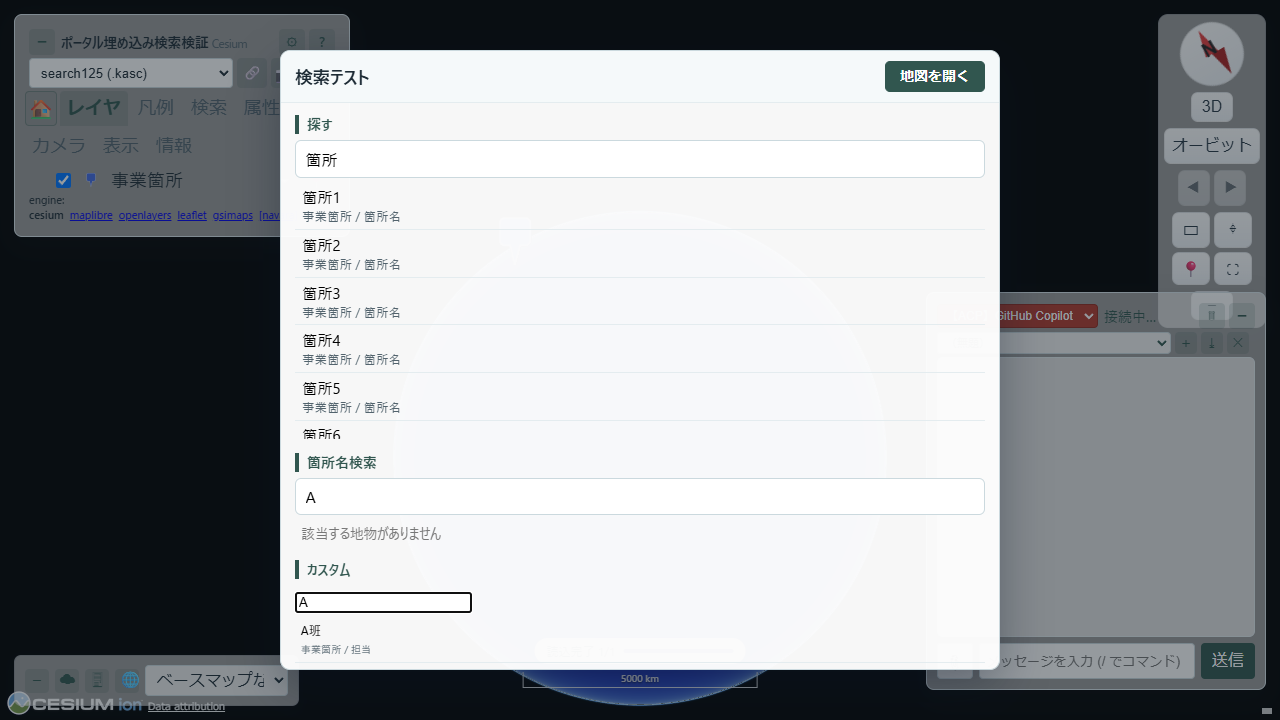 ポータル埋め込み検索検証 Cesium
search125 (.kasc)
レイヤ 凡例 検索 属性
カメラ 表示 情報
事業箇所
engine:
cesium maplibre openlayers leaflet gsimaps [nav
検索テスト
地図を開く
探す
箇所
箇所1
事業箇所 / 箇所名
箇所2
事業箇所 / 箇所名
箇所3
事業箇所 / 箇所名
箇所4
事業箇所 / 箇所名
箇所5
事業箇所 / 箇所名
箇所6
箇所名検索
A
該当する地物がありません
カスタム
A
A班
事業箇所 / 担当
N
3D
オービット
GitHub Copilot 接続中...
ッセージを入力 (/ でコマンド)
送信
ベースマップな
5000 km
CESIUM ion Data attribution